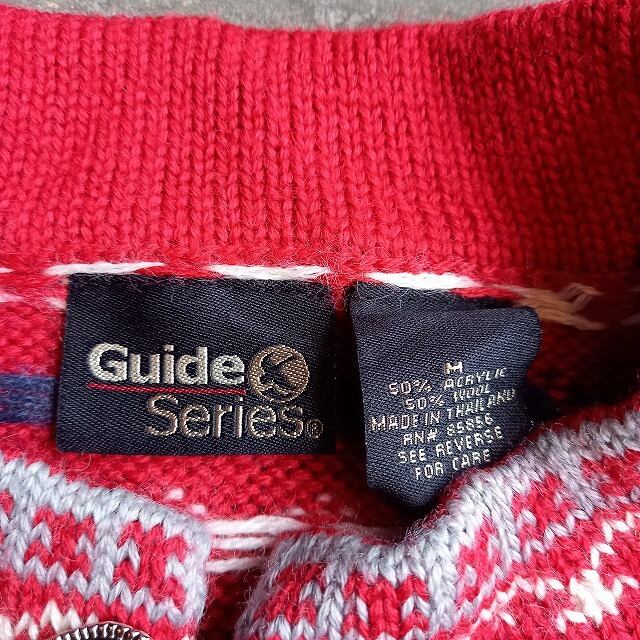 Guide
Series®
M
50% ACRYLIC
50% WOOL
MADE IN THAILAND
RN# 85856
SEE REVERSE
FOR CARE